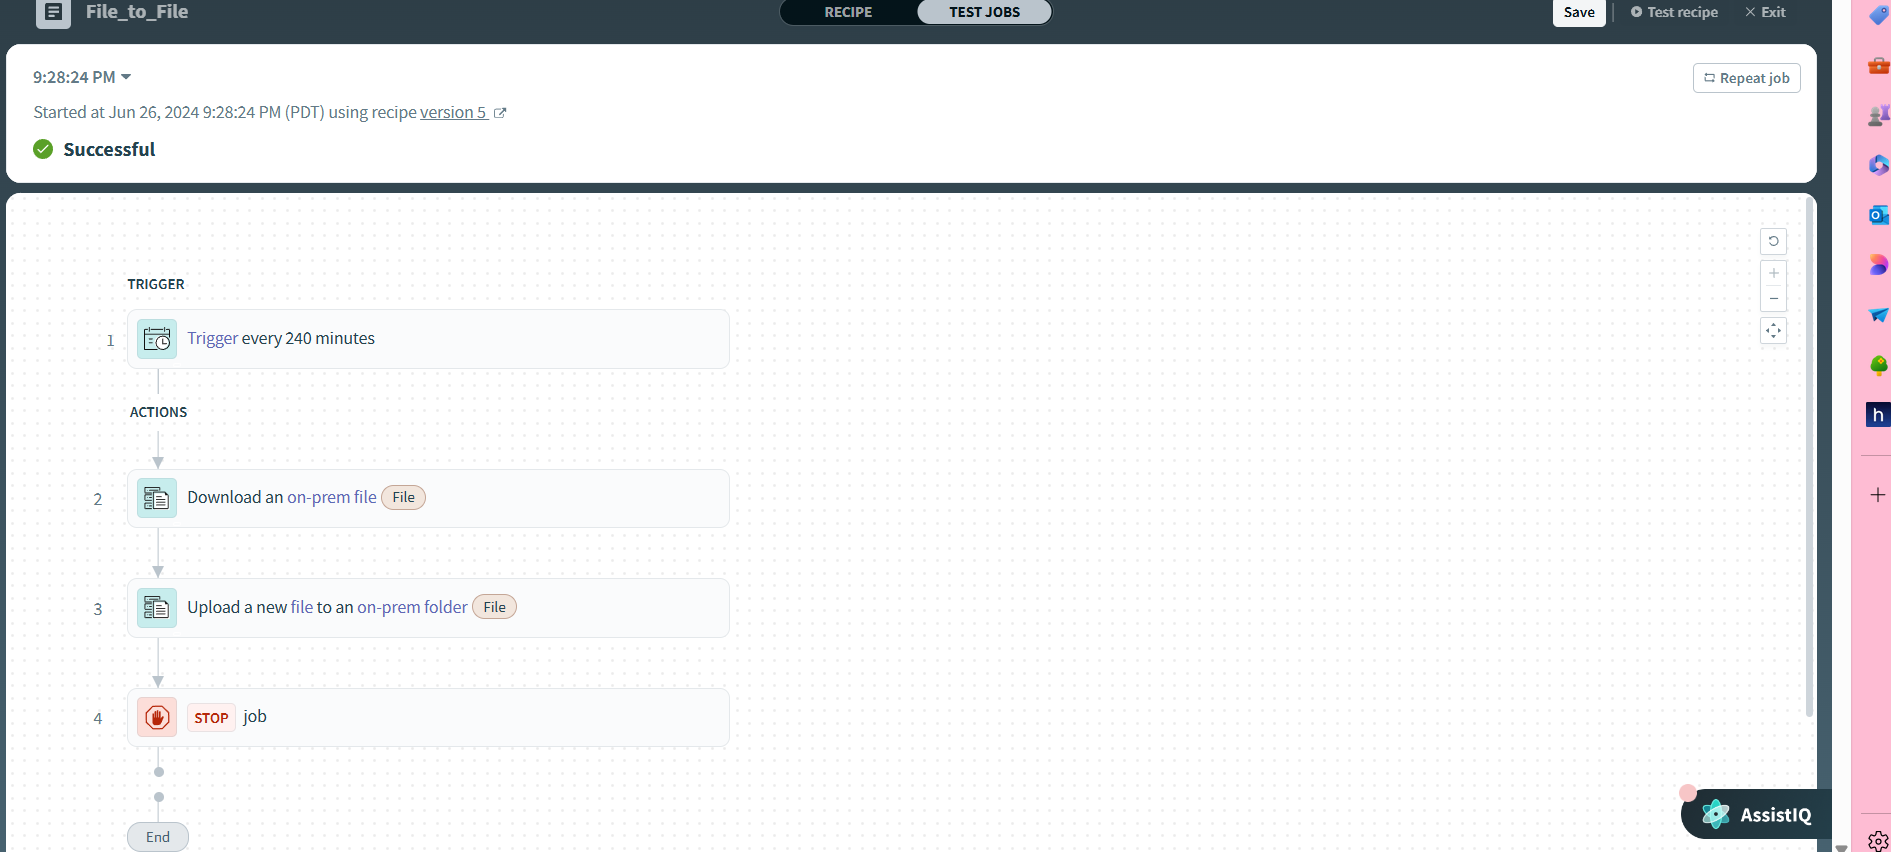 File_to_File
RECIPE
TEST JOBS
Save
Test recipe
Exit
9:28:24 PM
Repeat job
Started at Jun 26, 2024 9:28:24 PM (PDT) using recipe version 5
Successful
TRIGGER
1
Trigger every 240 minutes
ACTIONS
2
Download an on-prem file File
3
Upload a new file to an on-prem folder File
4
STOP job
End
AssistIQ
h